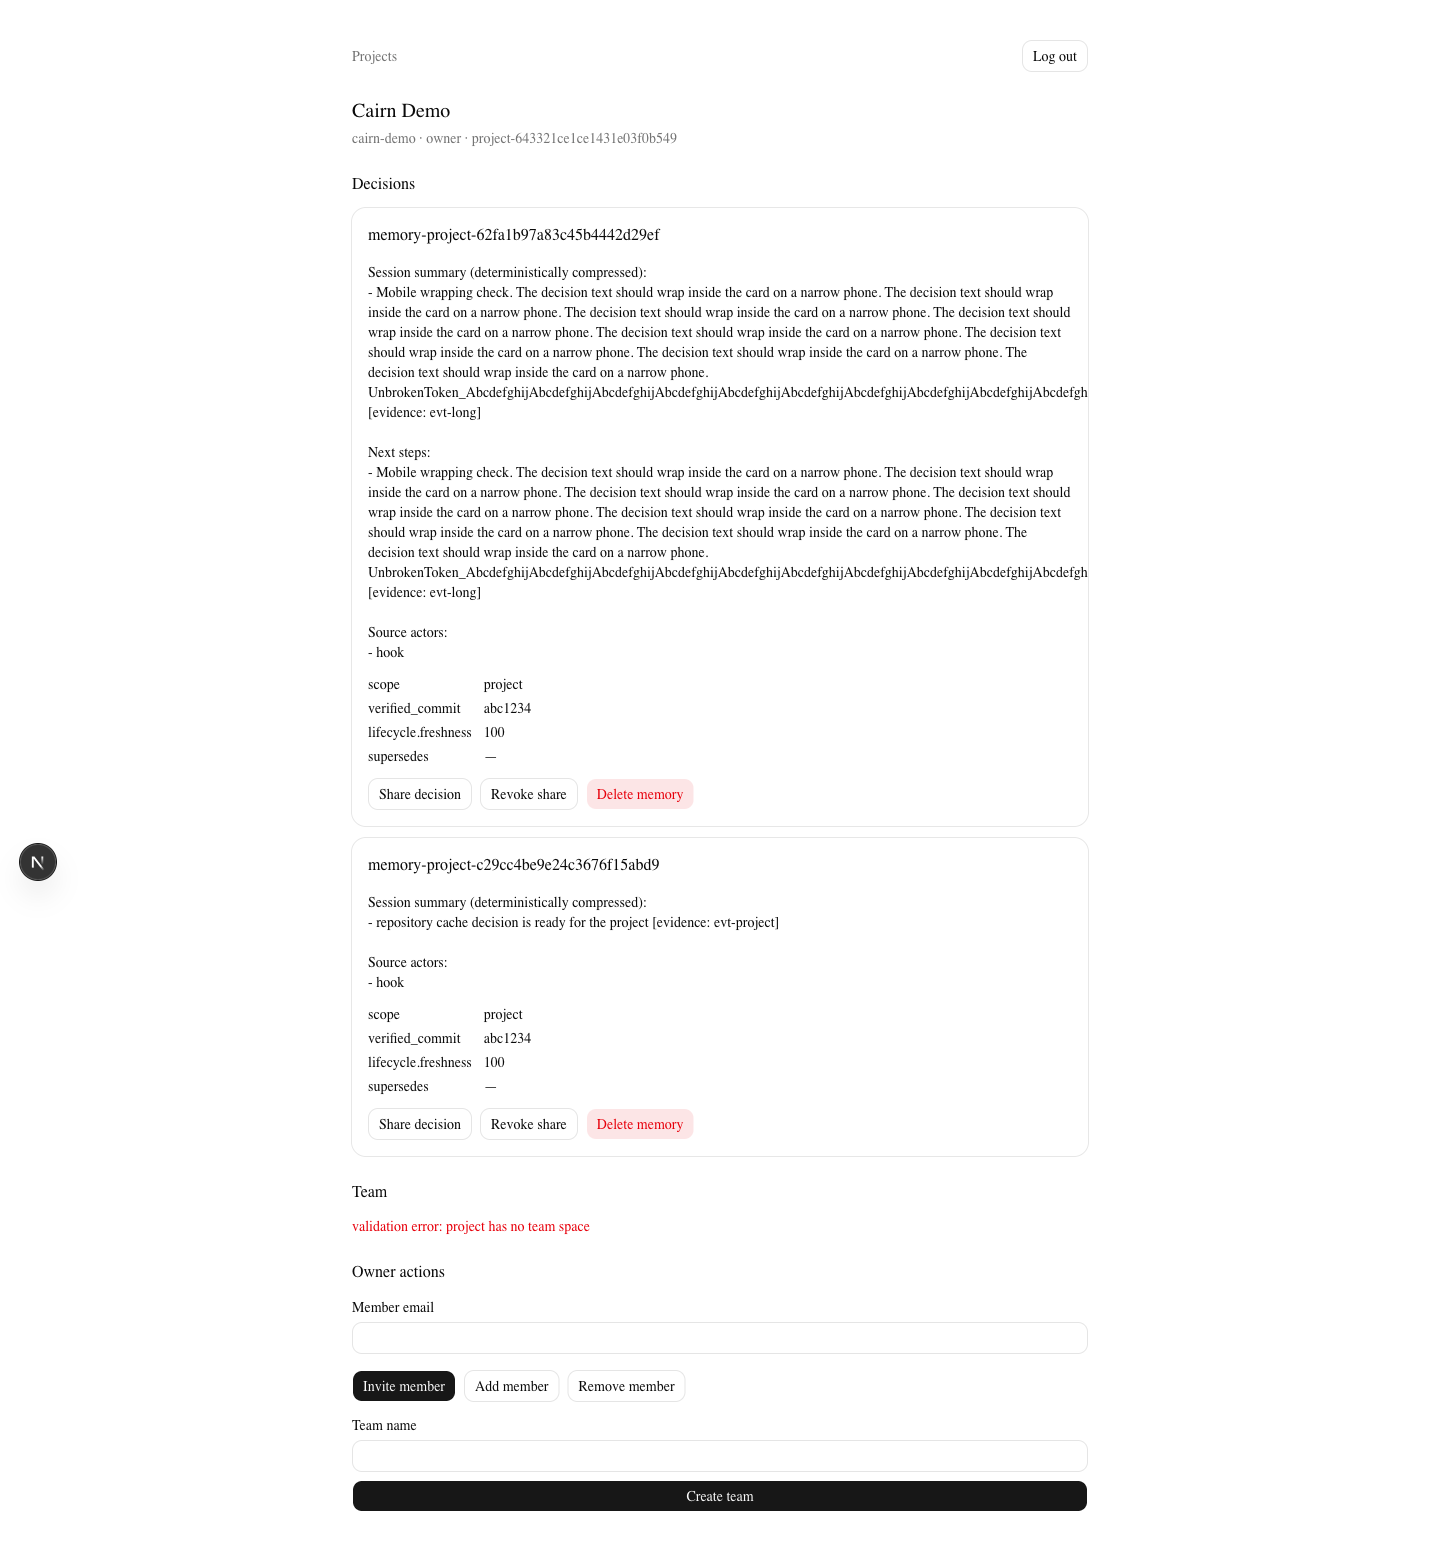 Projects
Log out
Cairn Demo
cairn-demo · owner · project-643321ce1ce1431e03f0b549
Decisions
memory-project-62fa1b97a83c45b4442d29ef
Session summary (deterministically compressed):
- Mobile wrapping check. The decision text should wrap inside the card on a narrow phone. The decision text should wrap
inside the card on a narrow phone. The decision text should wrap inside the card on a narrow phone. The decision text should
wrap inside the card on a narrow phone. The decision text should wrap inside the card on a narrow phone. The decision text
should wrap inside the card on a narrow phone. The decision text should wrap inside the card on a narrow phone. The
decision text should wrap inside the card on a narrow phone.
UnbrokenToken_AbcdefghijAbcdefghijAbcdefghijAbcdefghijAbcdefghijAbcdefghijAbcdefghijAbcdefghijAbcdefghijAbcdefgh
[evidence: evt-long]
Next steps:
- Mobile wrapping check. The decision text should wrap inside the card on a narrow phone. The decision text should wrap
inside the card on a narrow phone. The decision text should wrap inside the card on a narrow phone. The decision text should
wrap inside the card on a narrow phone. The decision text should wrap inside the card on a narrow phone. The decision text
should wrap inside the card on a narrow phone. The decision text should wrap inside the card on a narrow phone. The
decision text should wrap inside the card on a narrow phone.
UnbrokenToken_AbcdefghijAbcdefghijAbcdefghijAbcdefghijAbcdefghijAbcdefghijAbcdefghijAbcdefghijAbcdefghijAbcdefgh
[evidence: evt-long]
Source actors:
- hook
scope project
verified_commit abc1234
lifecycle.freshness 100
supersedes —
Share decision Revoke share Delete memory
N
memory-project-c29cc4be9e24c3676f15abd9
Session summary (deterministically compressed):
- repository cache decision is ready for the project [evidence: evt-project]
Source actors:
- hook
scope project
verified_commit abc1234
lifecycle.freshness 100
supersedes —
Share decision Revoke share Delete memory
Team
validation error: project has no team space
Owner actions
Member email
Invite member Add member Remove member
Team name
Create team